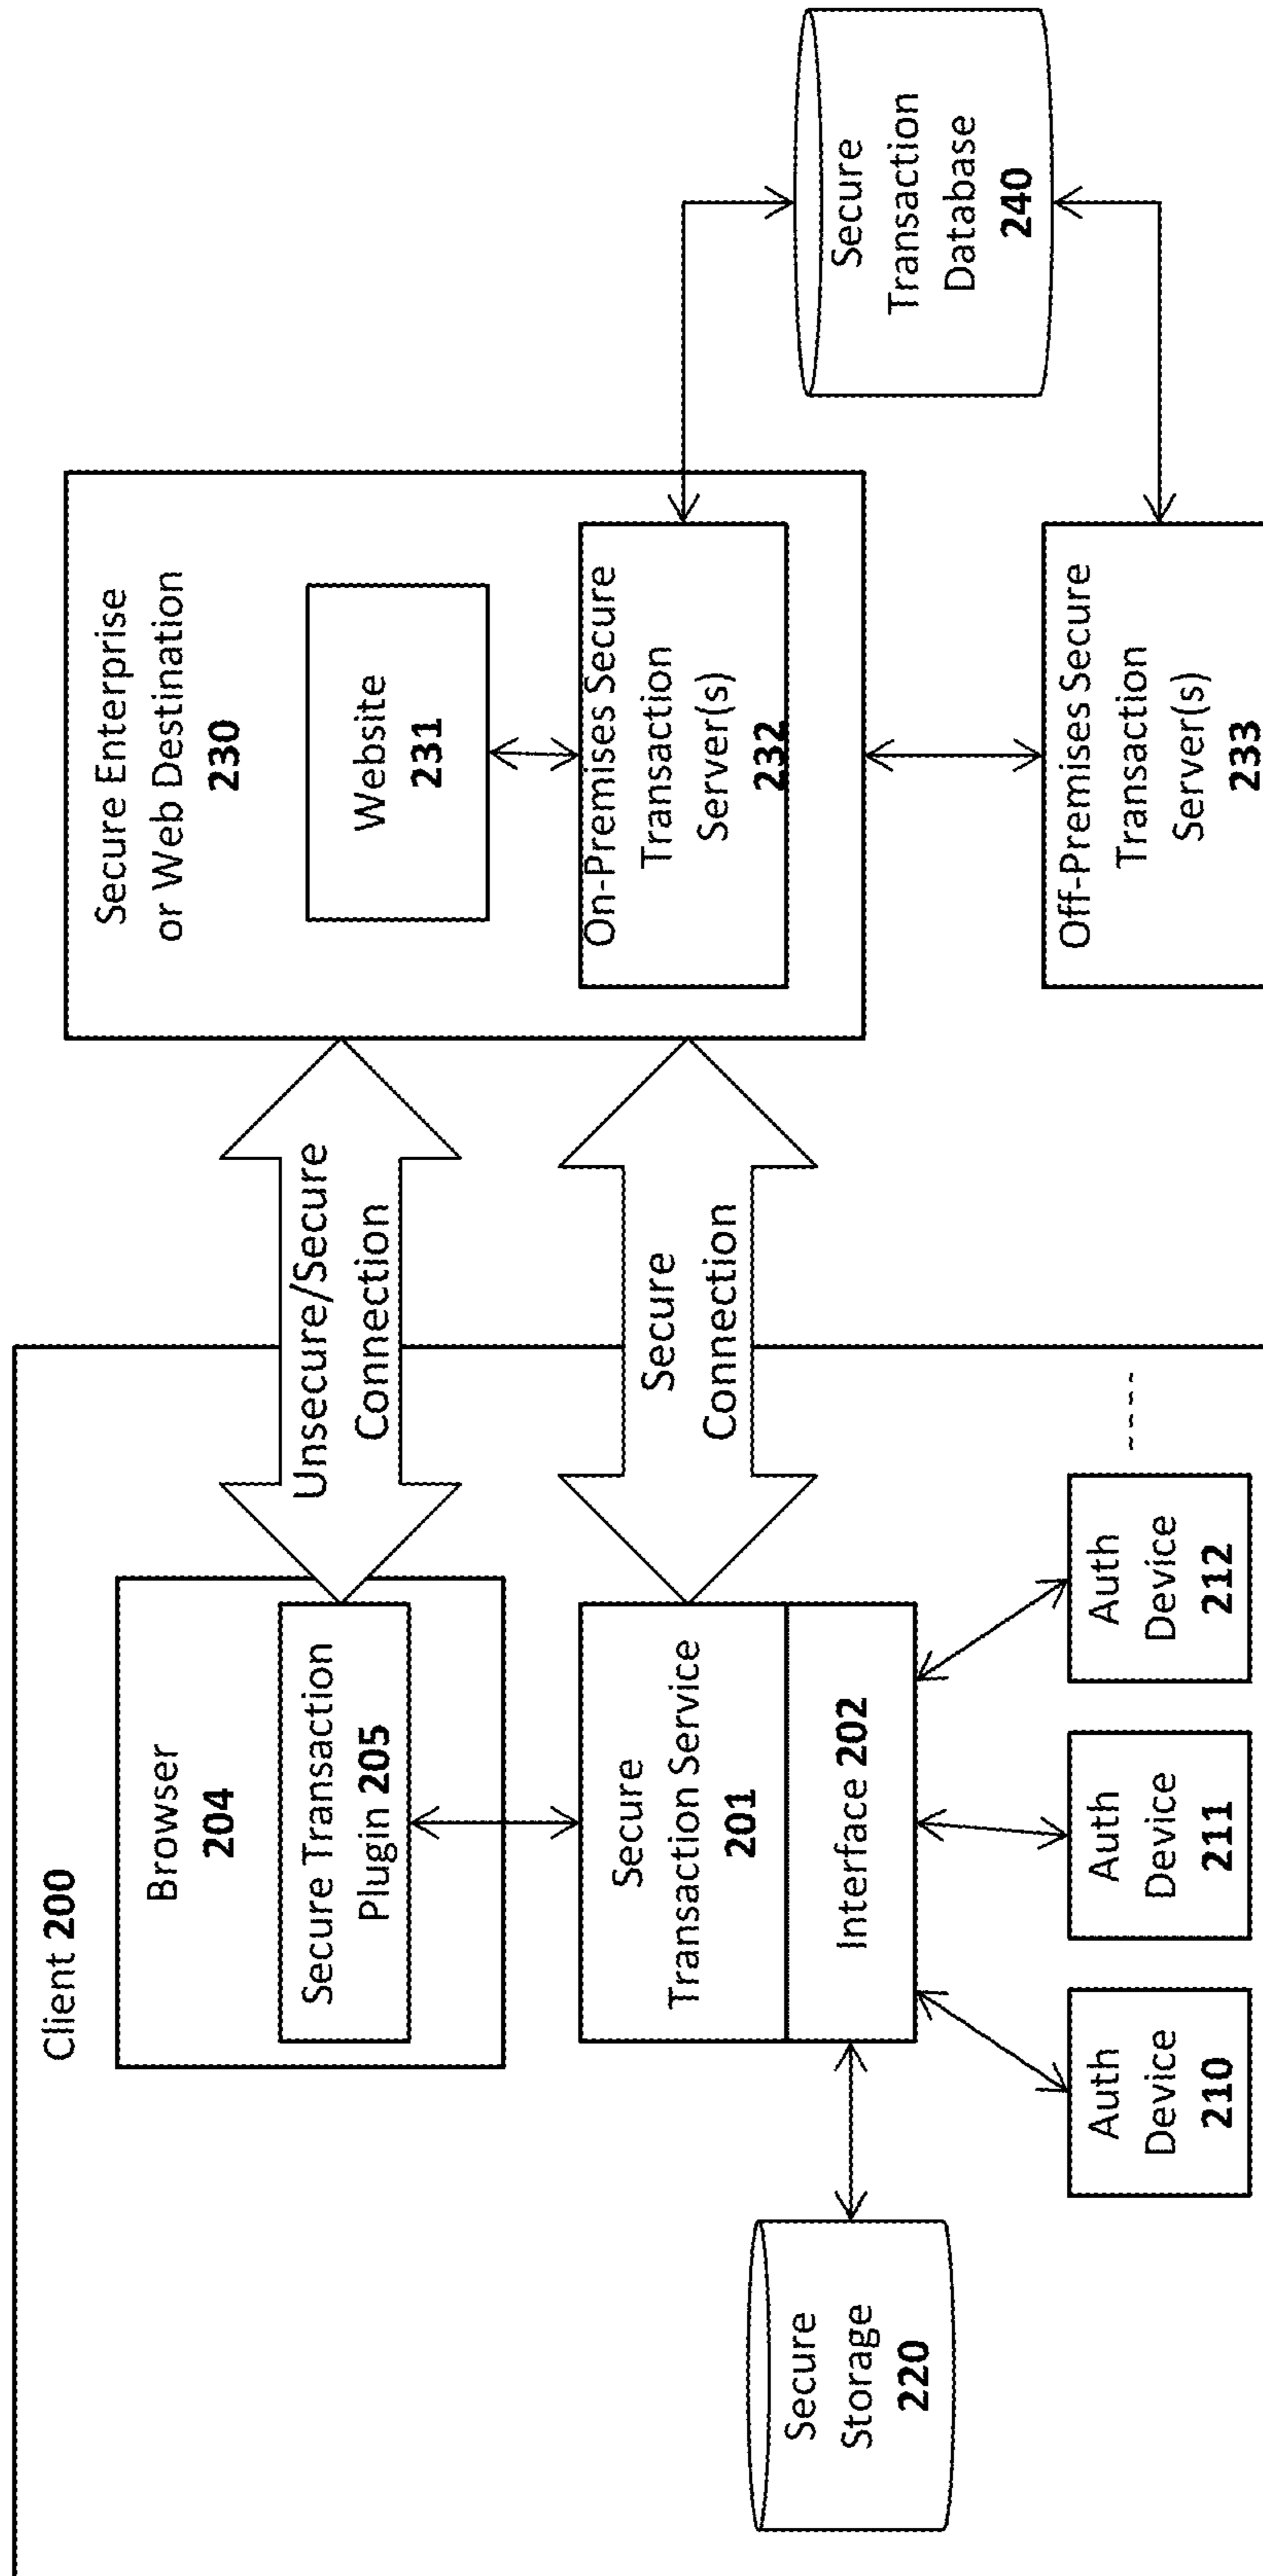 Client 200
Browser
204
Secure Transaction
Plugin 205
Secure
Transaction Service
201
Interface 202
Secure
Storage
220
Auth
Device
210
Auth
Device
211
Auth
Device
212
Unsecure/Secure
Connection
Secure
Connection
Secure Enterprise
or Web Destination
230
Website
231
On-Premises Secure
Transaction
Server(s)
232
Off-Premises Secure
Transaction
Server(s)
233
Secure
Transaction
Database
240